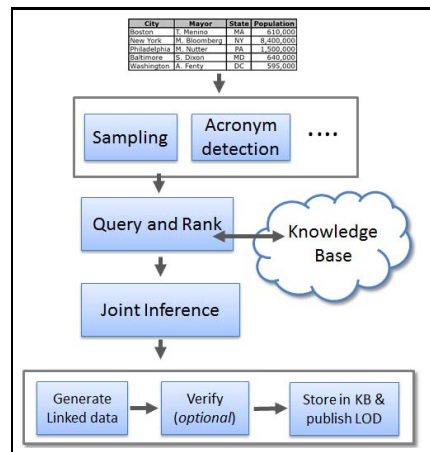 City Mayor State Population
Boston T. Menino MA 610,000
New York M. Bloomberg NY 8,400,000
Philadelphia M. Nutter PA 1,500,000
Baltimore S. Dixon MD 640,000
Washington A. Fenty DC 595,000
Sampling
Acronym
detection
....
Query and Rank
Knowledge
Base
Joint Inference
Generate
Linked data
Verify
(optional)
Store in KB &
publish LOD